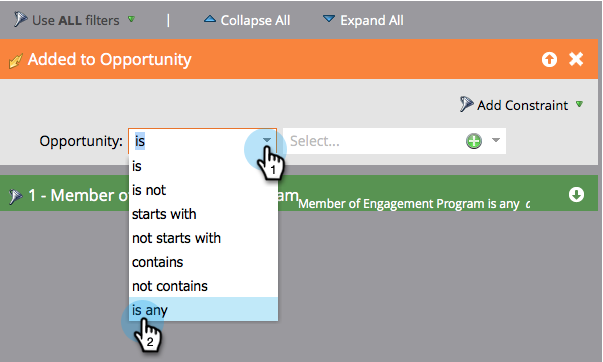 Use ALL filters | Collapse All Expand All
Added to Opportunity
Add Constraint
Opportunity: is Select...
is
is not
1 - Member of am Member of Engagement Program is any
starts with
not starts with
contains
not contains
is any
1
2